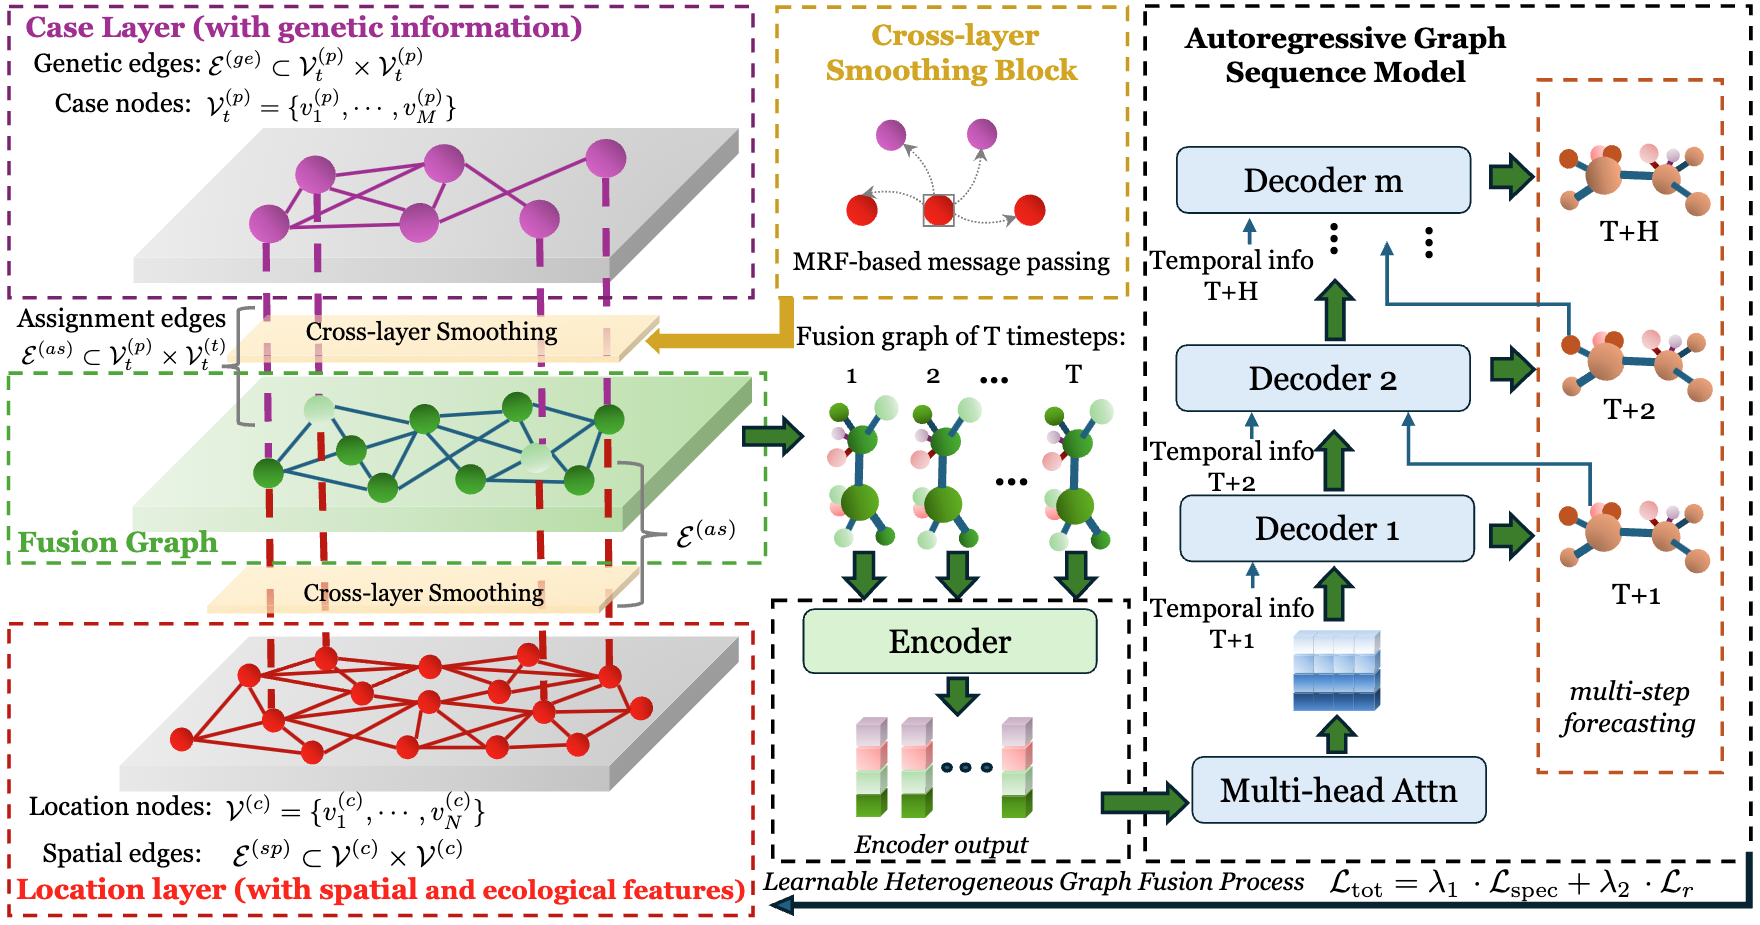 Case Layer (with genetic information)
Genetic edges: $\mathcal{E}^{(ge)} \subset \mathcal{V}_t^{(p)} \times \mathcal{V}_t^{(p)}$
Case nodes: $\mathcal{V}_t^{(p)} = \{v_1^{(p)}, \cdots, v_M^{(p)}\}$
Assignment edges
$\mathcal{E}^{(as)} \subset \mathcal{V}_t^{(p)} \times \mathcal{V}_t^{(t)}$
Cross-layer Smoothing
Fusion Graph
$\mathcal{E}^{(as)}$
Cross-layer Smoothing
Location nodes: $\mathcal{V}^{(c)} = \{v_1^{(c)}, \cdots, v_N^{(c)}\}$
Spatial edges: $\mathcal{E}^{(sp)} \subset \mathcal{V}^{(c)} \times \mathcal{V}^{(c)}$
Location layer (with spatial and ecological features)
Cross-layer
Smoothing Block
MRF-based message passing
Fusion graph of T timesteps:
1 2 ... T
...
Encoder
Encoder output
Autoregressive Graph
Sequence Model
Decoder m
Temporal info
T+H
Decoder 2
Temporal info
T+2
Decoder 1
Temporal info
T+1
Multi-head Attn
T+H
T+2
T+1
multi-step
forecasting
Learnable Heterogeneous Graph Fusion Process $\mathcal{L}_{\text{tot}} = \lambda_1 \cdot \mathcal{L}_{\text{spec}} + \lambda_2 \cdot \mathcal{L}_r$